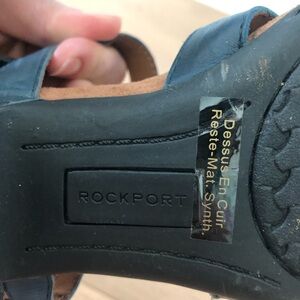 ROCKPORT
Dessus En Cuir
Reste-Mat. Synth.